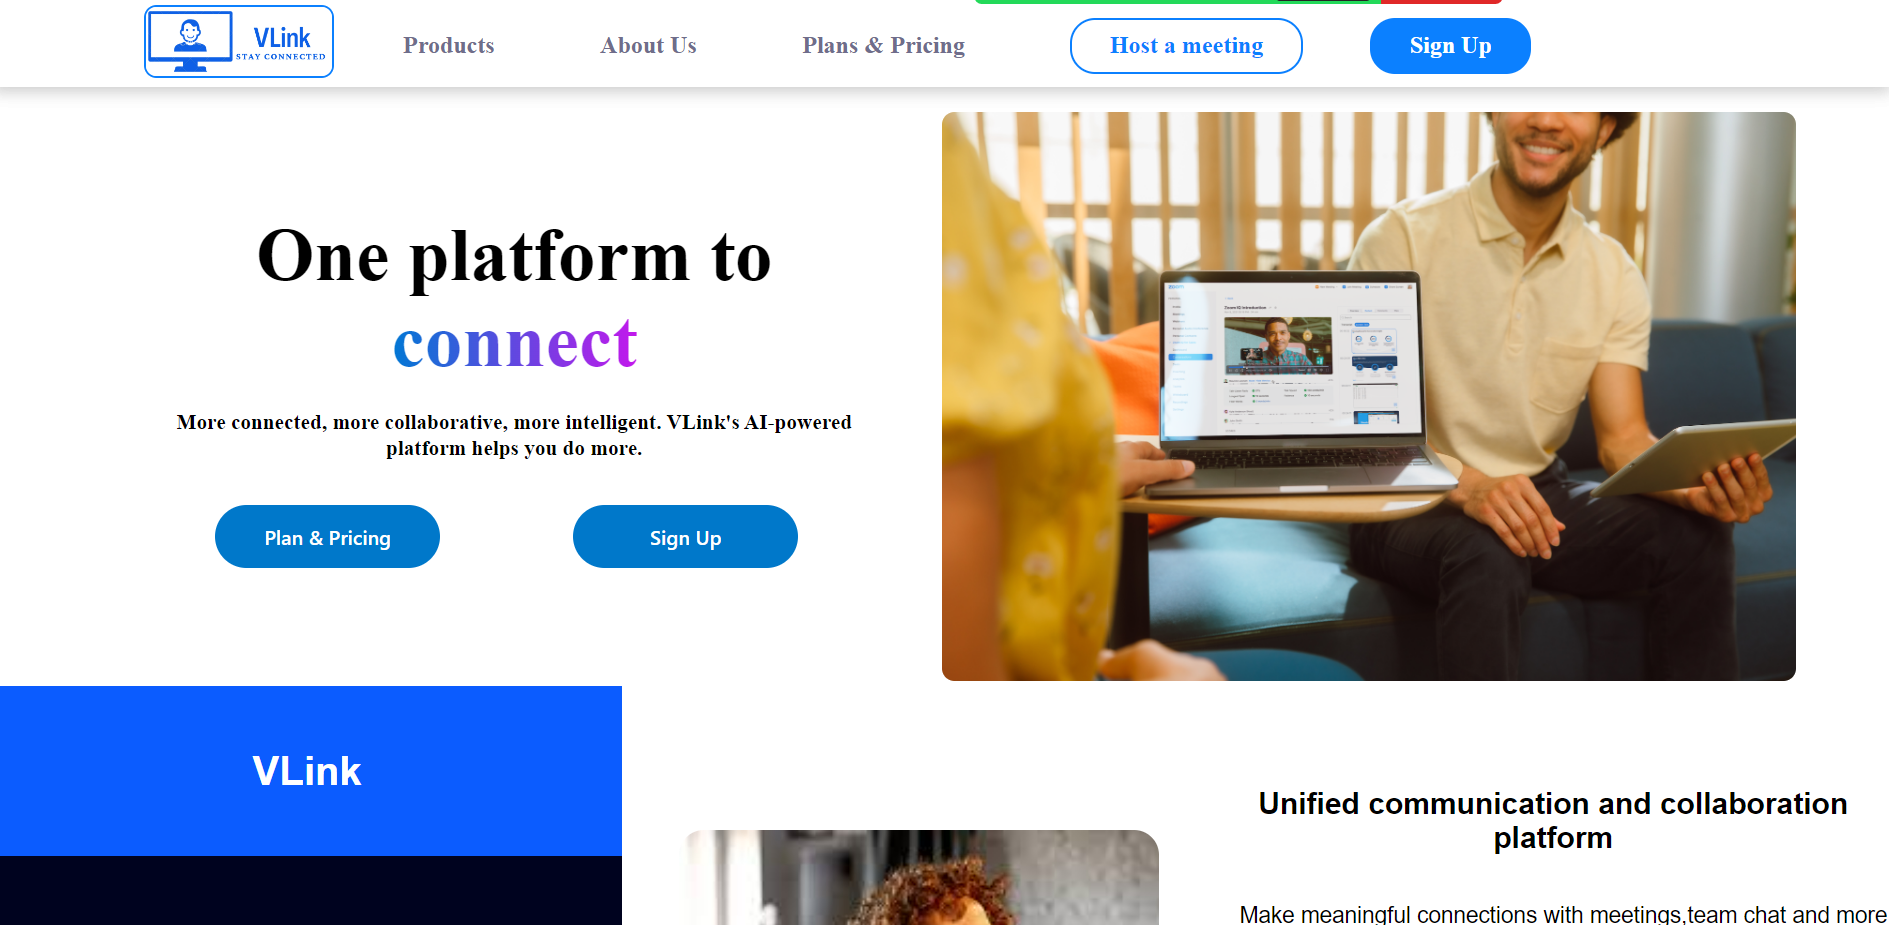 VLink
STAY CONNECTED
Products
About Us
Plans & Pricing
Host a meeting
Sign Up
One platform to
connect
More connected, more collaborative, more intelligent. VLink's AI-powered
platform helps you do more.
Plan & Pricing
Sign Up
VLink
Unified communication and collaboration
platform
Make meaningful connections with meetings,team chat and more